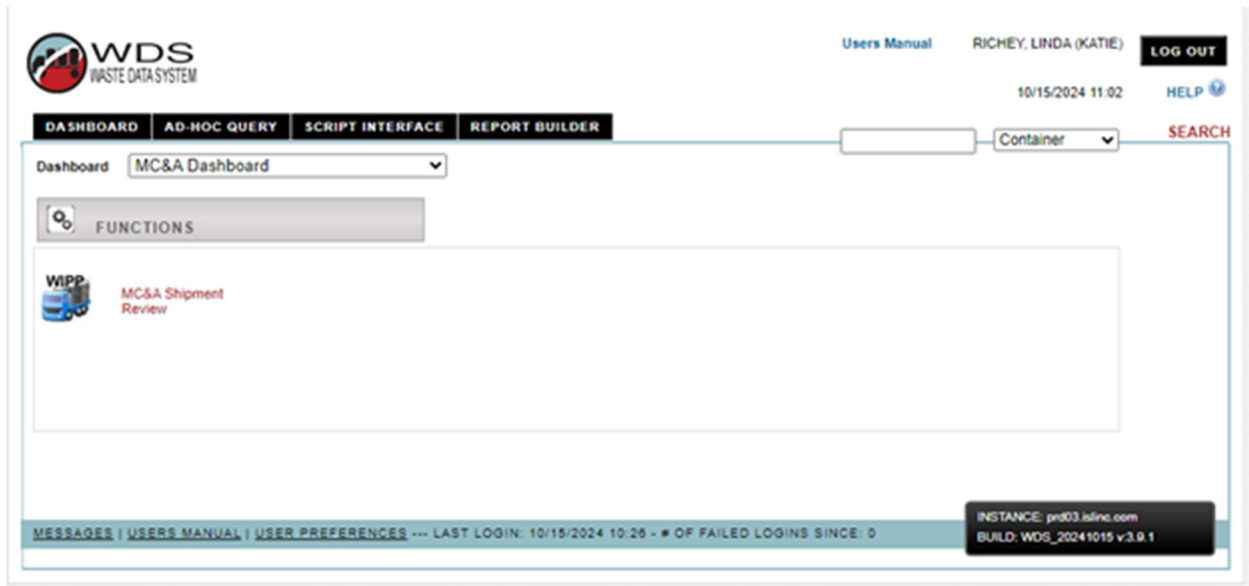 WDS
WASTE DATA SYSTEM
Users Manual
RICHEY, LINDA (KATIE)
LOG OUT
10/15/2024 11:02
HELP
DASHBOARD
AD-HOC QUERY
SCRIPT INTERFACE
REPORT BUILDER
Container
SEARCH
Dashboard
MC&A Dashboard
FUNCTIONS
WIPP
MC&A Shipment
Review
MESSAGES | USERS MANUAL | USER PREFERENCES --- LAST LOGIN: 10/15/2024 10:26 - # OF FAILED LOGINS SINCE: 0
INSTANCE: prd03.islinc.com
BUILD: WDS_20241015 v:3.9.1